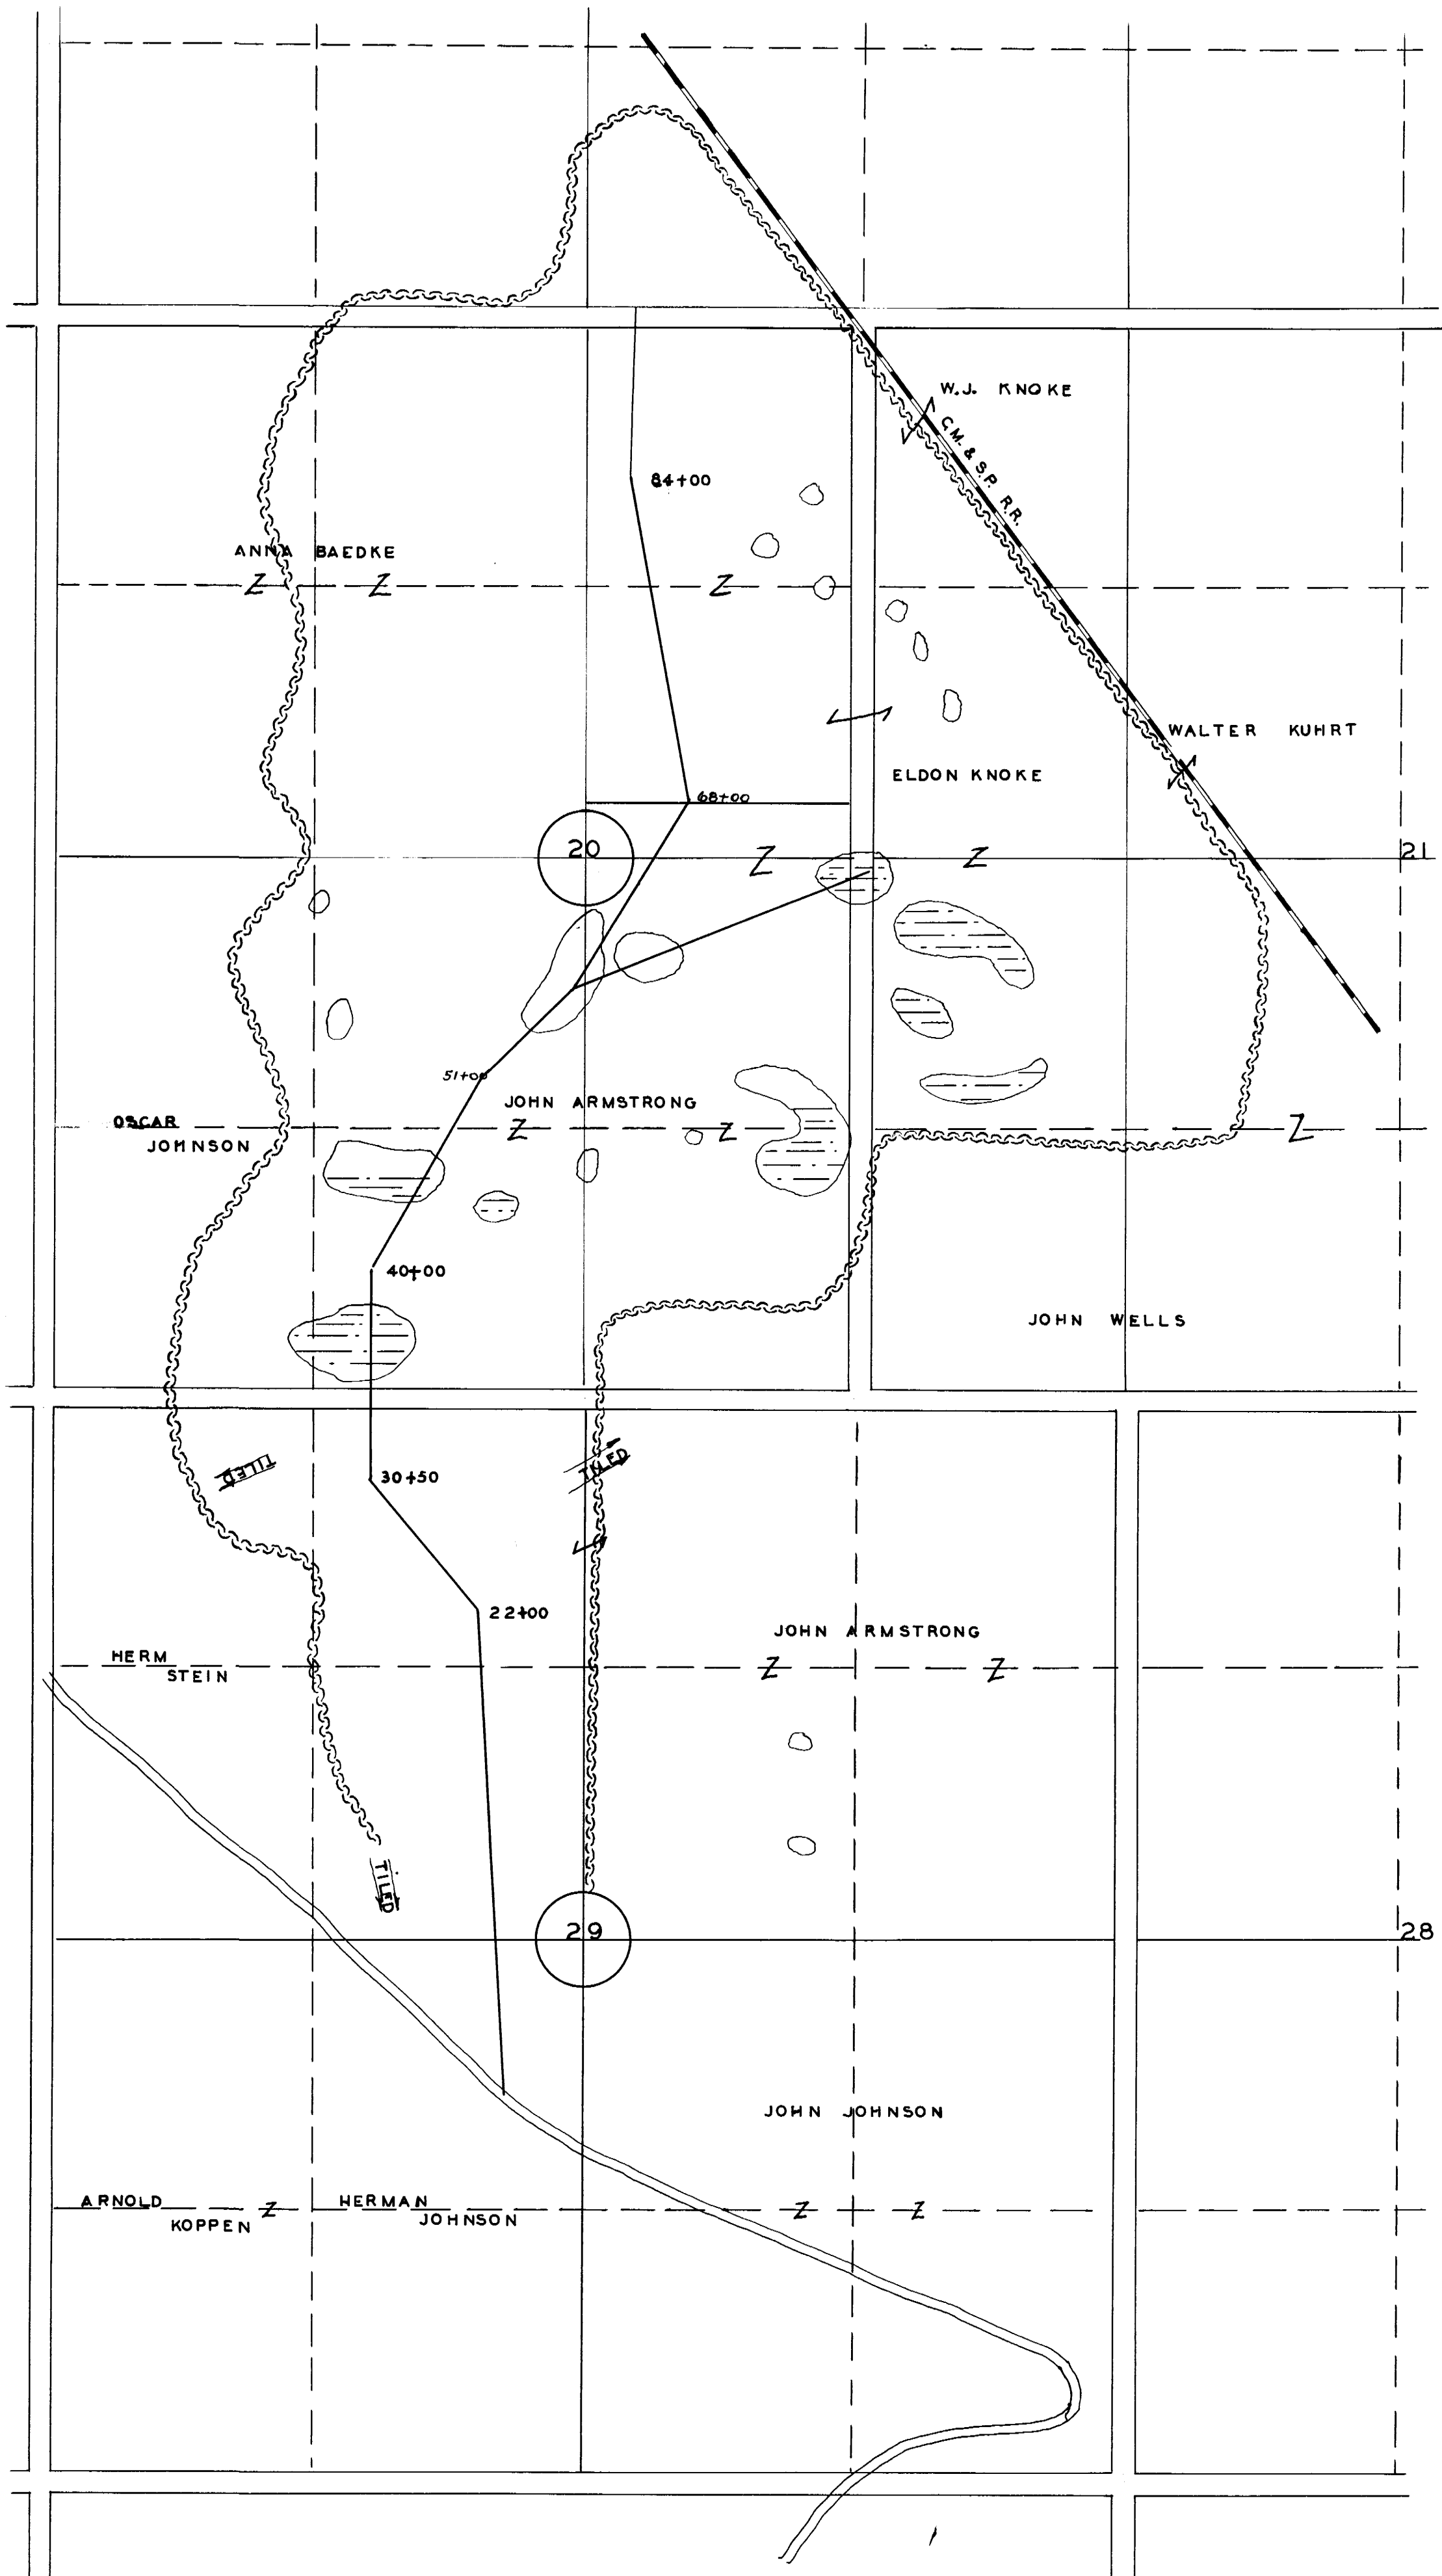 W.J. KNOKE
C.M. & S.P. R.R.
84+00
ANNA BAEDKE
Z Z Z
WALTER KUHRT
ELDON KNOKE
68+00
20
Z Z
21
51+00
JOHN ARMSTRONG
OSCAR
JOHNSON
Z Z Z
40+00
JOHN WELLS
TILED
TILED
30+50
22+00
JOHN ARMSTRONG
HERM
STEIN
Z Z
TILED
29
28
JOHN JOHNSON
ARNOLD
KOPPEN
Z
HERMAN
JOHNSON
Z Z